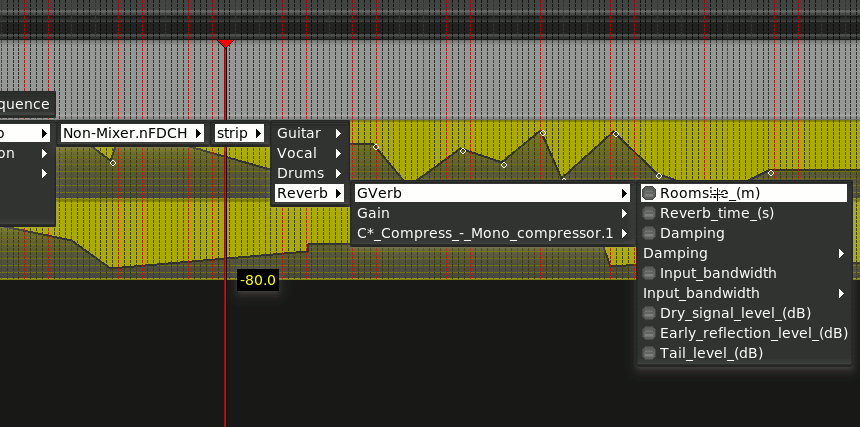 quence
Non-Mixer.nFDCH
strip
Guitar
Vocal
Drums
Reverb
GVerb
Gain
C*_Compress_-_Mono_compressor.1
Roomsize_(m)
Reverb_time_(s)
Damping
Damping
Input_bandwidth
Input_bandwidth
Dry_signal_level_(dB)
Early_reflection_level_(dB)
Tail_level_(dB)
on
-80.0